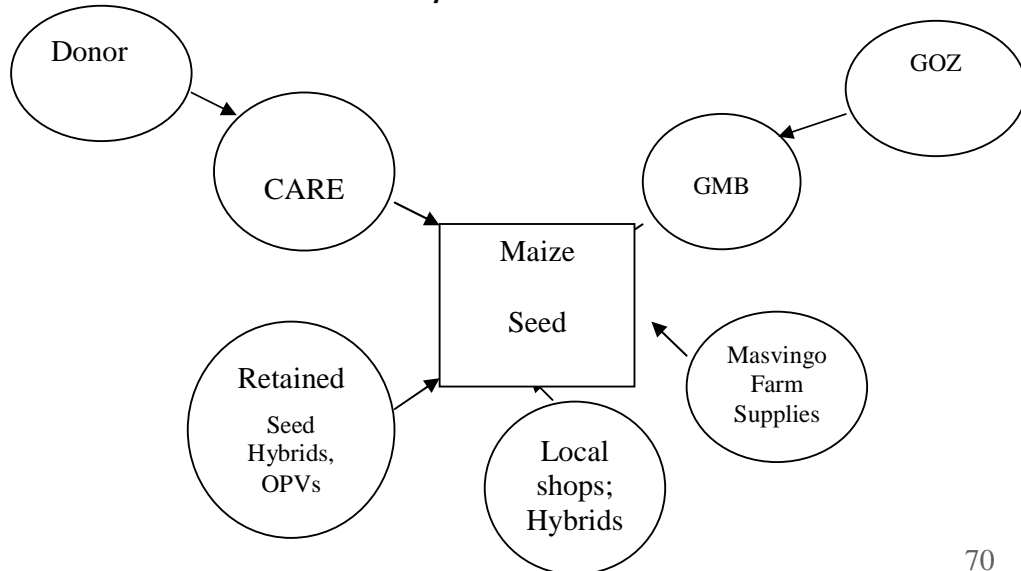 Donor
GOZ
CARE
GMB
Maize
Seed
Retained
Seed
Hybrids,
OPVs
Local
shops;
Hybrids
Masvingo
Farm
Supplies
70